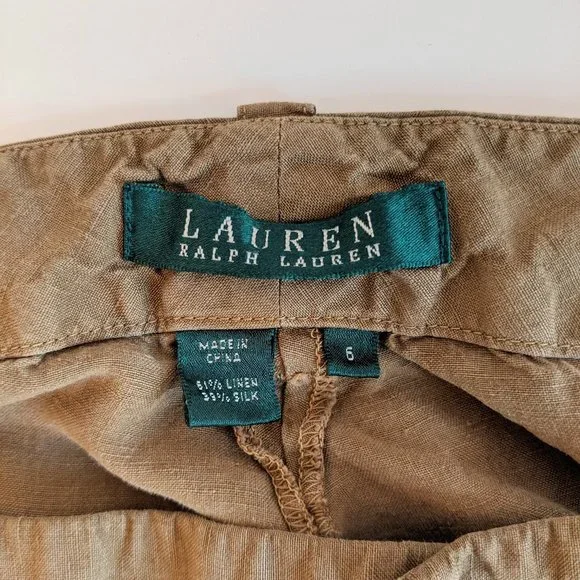 LAUREN
RALPH LAUREN
MADE IN
CHINA
6
61% LINEN
39% SILK